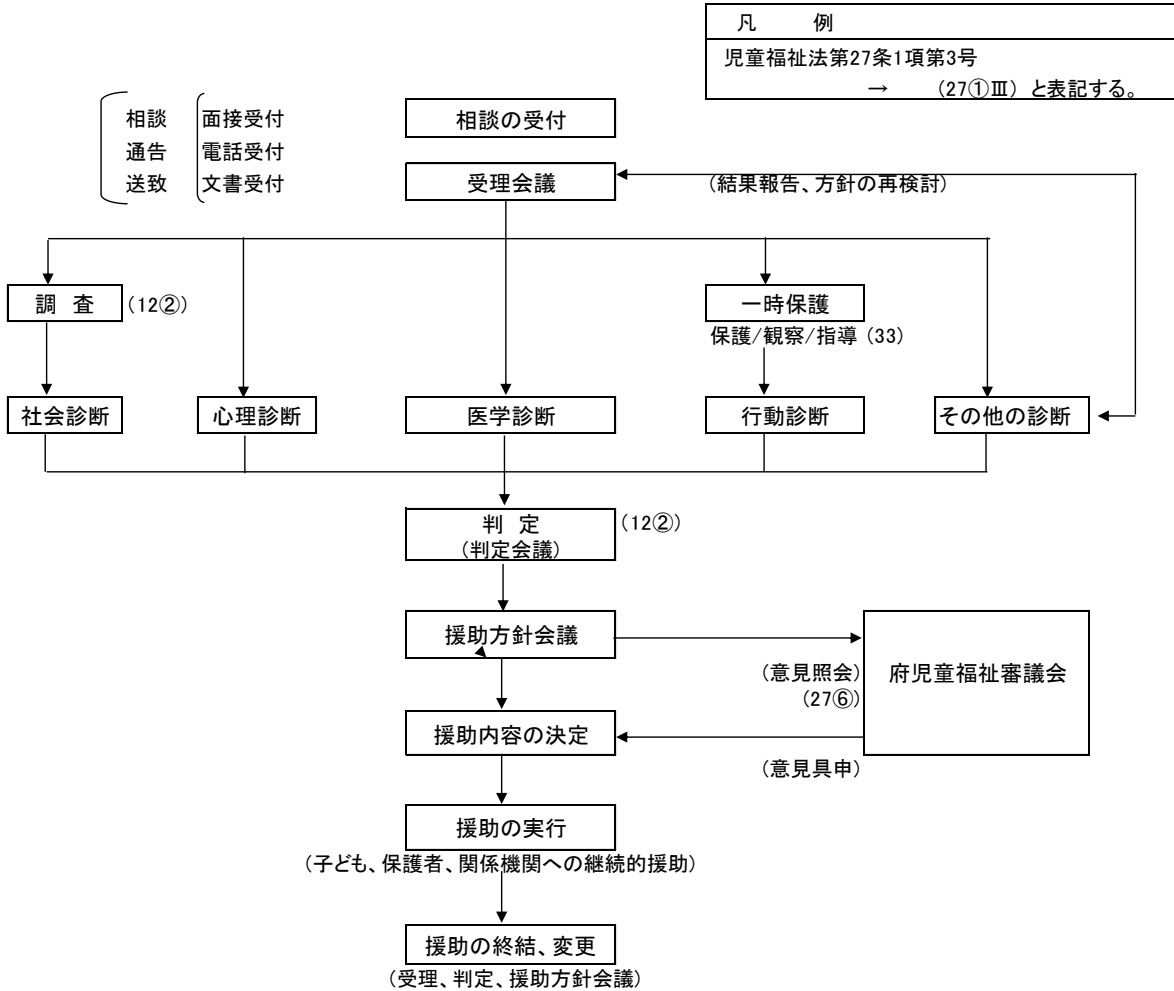 凡　例
児童福祉法第27条1項第3号
→ (27①Ⅲ) と表記する。
相談 面接受付
通告 電話受付
送致 文書受付
相談の受付
受理会議
(結果報告、方針の再検討)
調 査 (12②)
一時保護
保護/観察/指導 (33)
社会診断
心理診断
医学診断
行動診断
その他の診断
判 定 (12②)
(判定会議)
援助方針会議
(意見照会)
(27⑥)
府児童福祉審議会
援助内容の決定
(意見具申)
援助の実行
(子ども、保護者、関係機関への継続的援助)
援助の終結、変更
(受理、判定、援助方針会議)